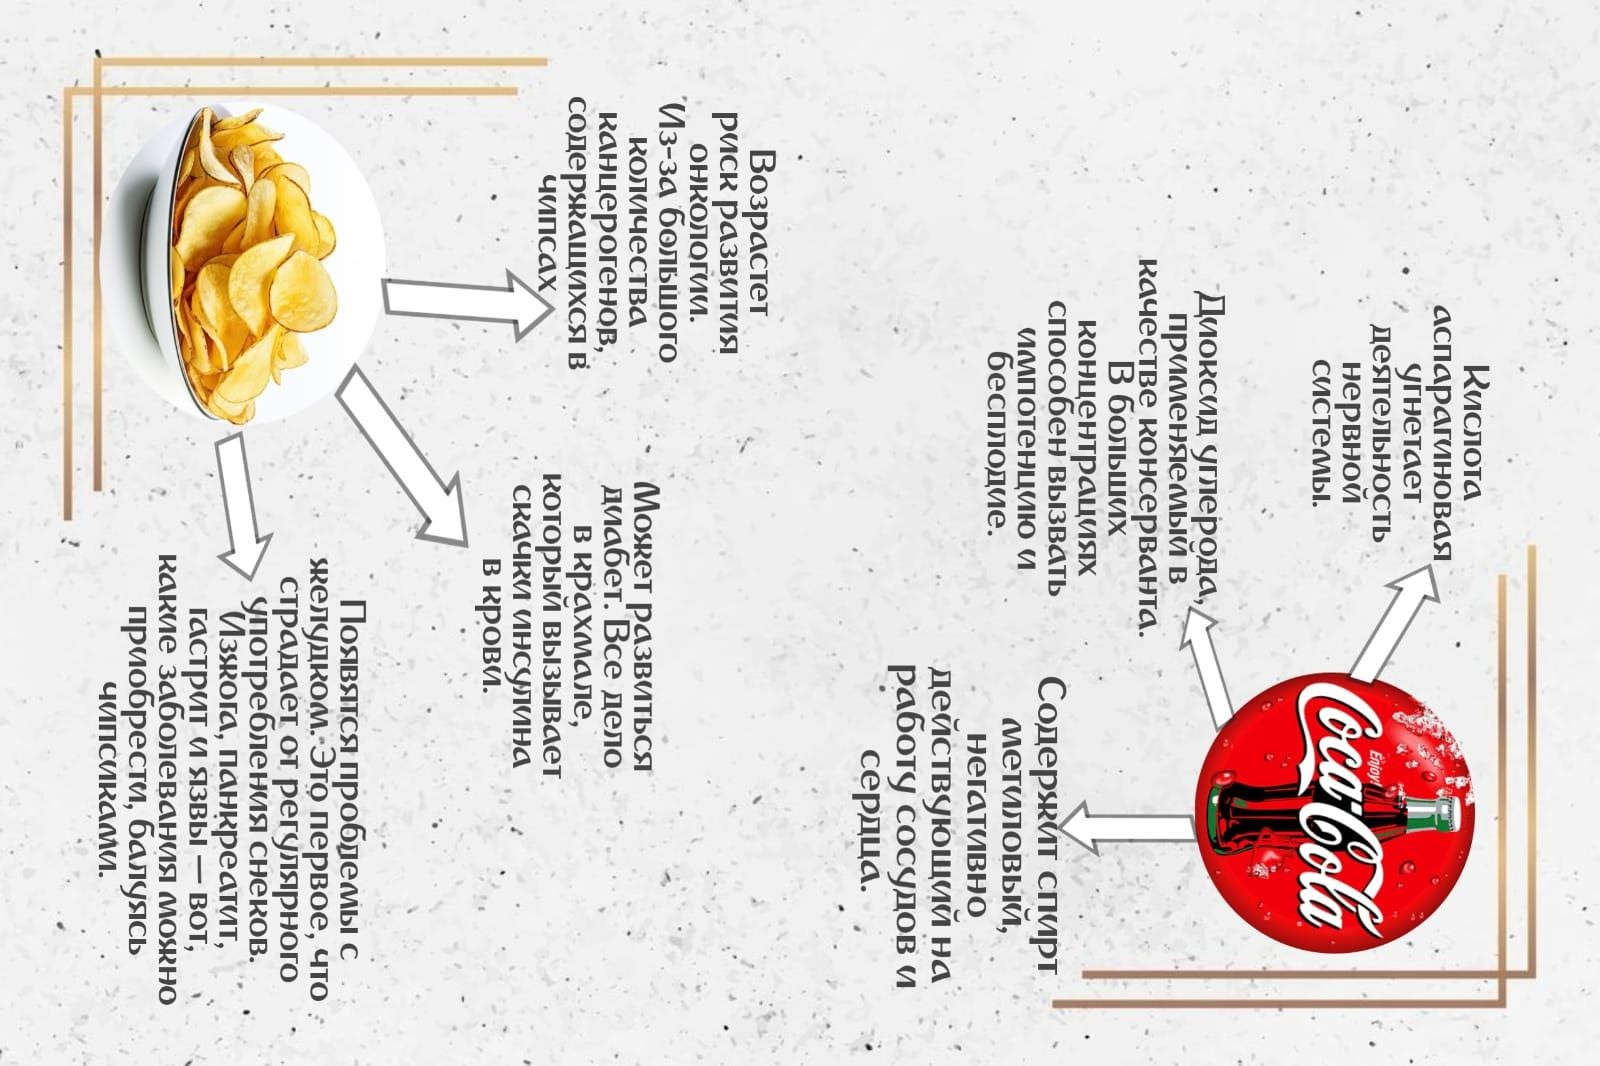 Кислота
аспарагиновая
угнетает
деятельность
нервной
системы.
Enjoy!
Coca-Cola
Диоксид углерода,
применяемый в
качестве консерванта.
В больших
концентрациях
способен вызвать
импотенцию и
бесплодие.
Содержит спирт
метиловый,
негативно
действующий на
работу сосудов и
сердца.
Возрастет
риск развития
онкологии.
Из-за большого
количества
канцерогенов,
содержащихся в
чипсах
Может развиться
диабет. Все дело
в крахмале,
который вызывает
скачки инсулина
в крови.
Появятся проблемы с
желудком. Это первое, что
страдает от регулярного
употребления снеков.
Изжога, панкреатит,
гастрит и язвы — вот,
какие заболевания можно
приобрести, балуясь
чипсиками.